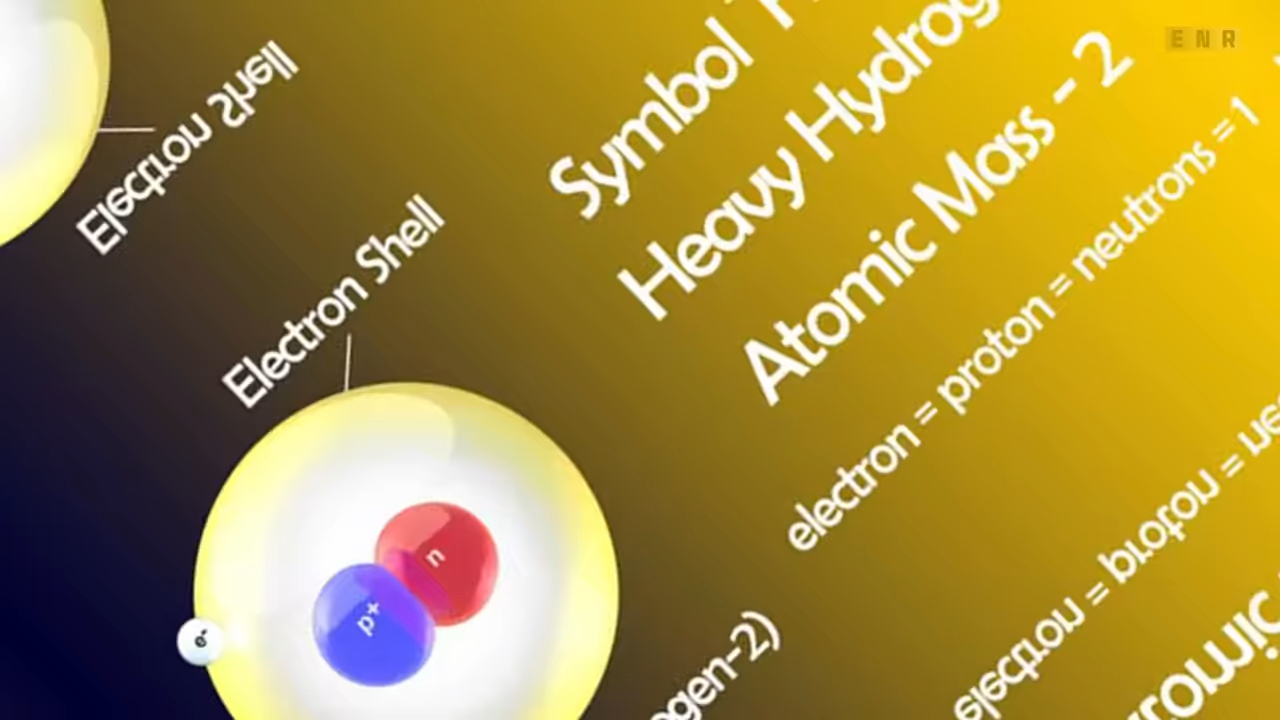 ENR
Symbol
Heavy Hydrog
Atomic Mass - 2
electron = proton = neutrons = 1
Electron Shell
Electron Shell
n
p+
e-
ogen-2)
electron = proton = ne